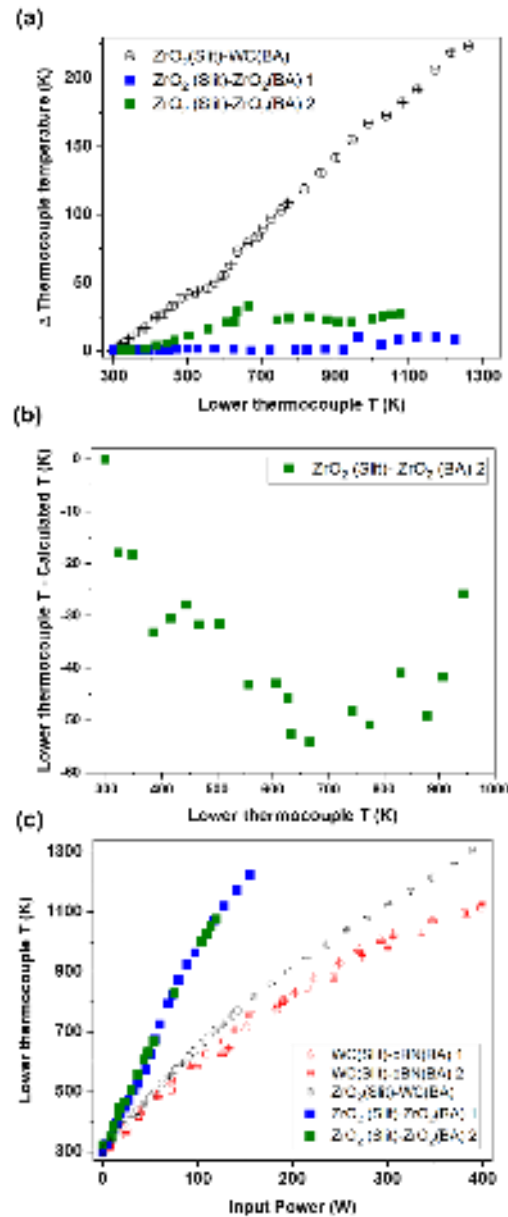 (a)
ZrO₂(Slit)-WC(BA)
ZrO₂ (Slit)-ZrO₂(BA) 1
ZrO₂ (Slit)-ZrO₂(BA) 2
Δ Thermocouple temperature (K)
200
150
100
50
0
300 500 700 900 1100 1300
Lower thermocouple T (K)
(b)
ZrO₂ (Slit)- ZrO₂ (BA) 2
Lower thermocouple T - Calculated T (K)
0
-10
-20
-30
-40
-50
-60
300 400 500 600 700 800 900 1000
Lower thermocouple T (K)
(c)
Lower thermocouple T (K)
1300
1100
900
700
500
300
WC(Slit)-cBN(BA) 1
WC(Slit)-cBN(BA) 2
ZrO₂(Slit)-WC(BA)
ZrO₂ (Slit)-ZrO₂(BA) 1
ZrO₂ (Slit)-ZrO₂(BA) 2
0 100 200 300 400
Input Power (W)